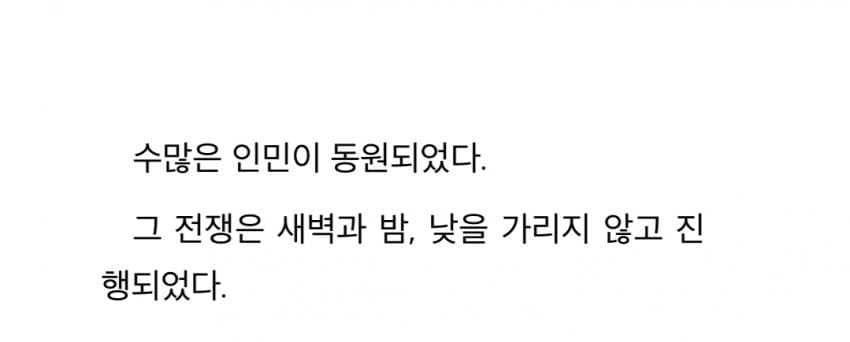 수많은 인민이 동원되었다.
그 전쟁은 새벽과 밤, 낮을 가리지 않고 진
행되었다.